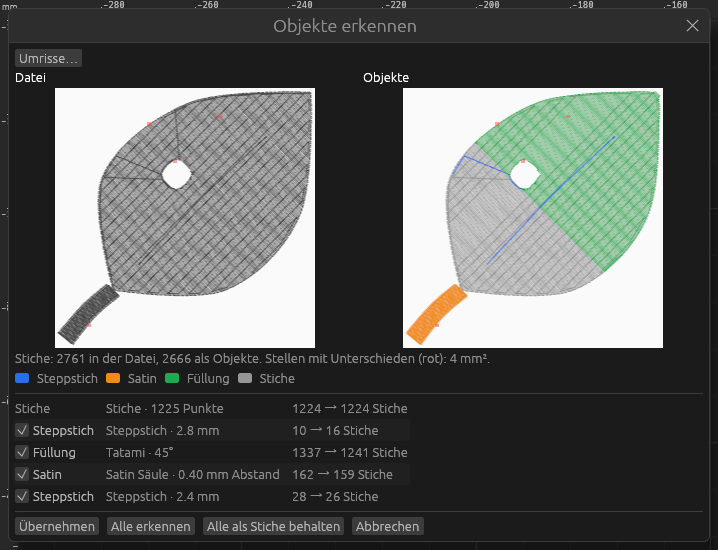 mm
-280 -260 -240 -220 -200 -180 -160
Objekte erkennen
Umrisse…
Datei Objekte
Stiche: 2761 in der Datei, 2666 als Objekte. Stellen mit Unterschieden (rot): 4 mm².
Steppstich Satin Füllung Stiche
Stiche Stiche · 1225 Punkte 1224 → 1224 Stiche
Steppstich Steppstich · 2.8 mm 10 → 16 Stiche
Füllung Tatami · 45° 1337 → 1241 Stiche
Satin Satin Säule · 0.40 mm Abstand 162 → 159 Stiche
Steppstich Steppstich · 2.4 mm 28 → 26 Stiche
Übernehmen Alle erkennen Alle als Stiche behalten Abbrechen